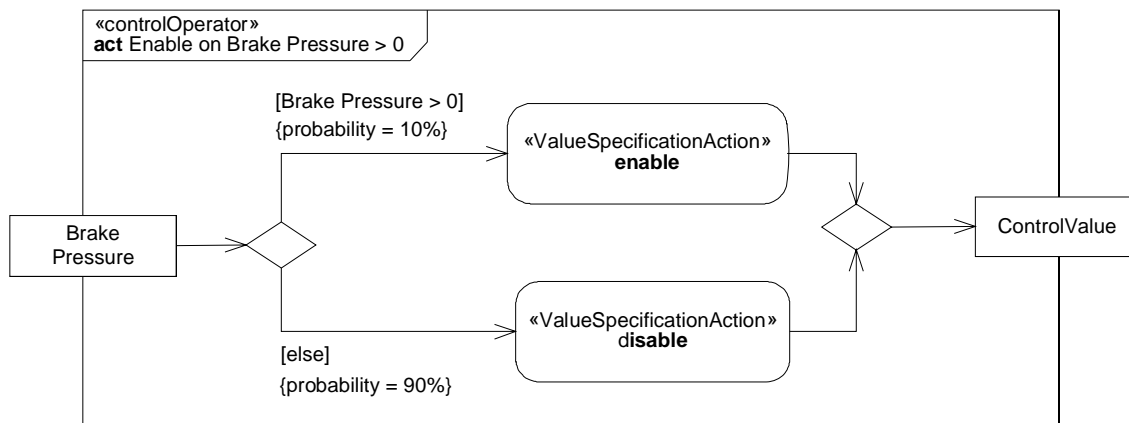 «controlOperator»
act Enable on Brake Pressure > 0
[Brake Pressure > 0]
{probability = 10%}
«ValueSpecificationAction»
enable
Brake
Pressure
ControlValue
«ValueSpecificationAction»
disable
[else]
{probability = 90%}